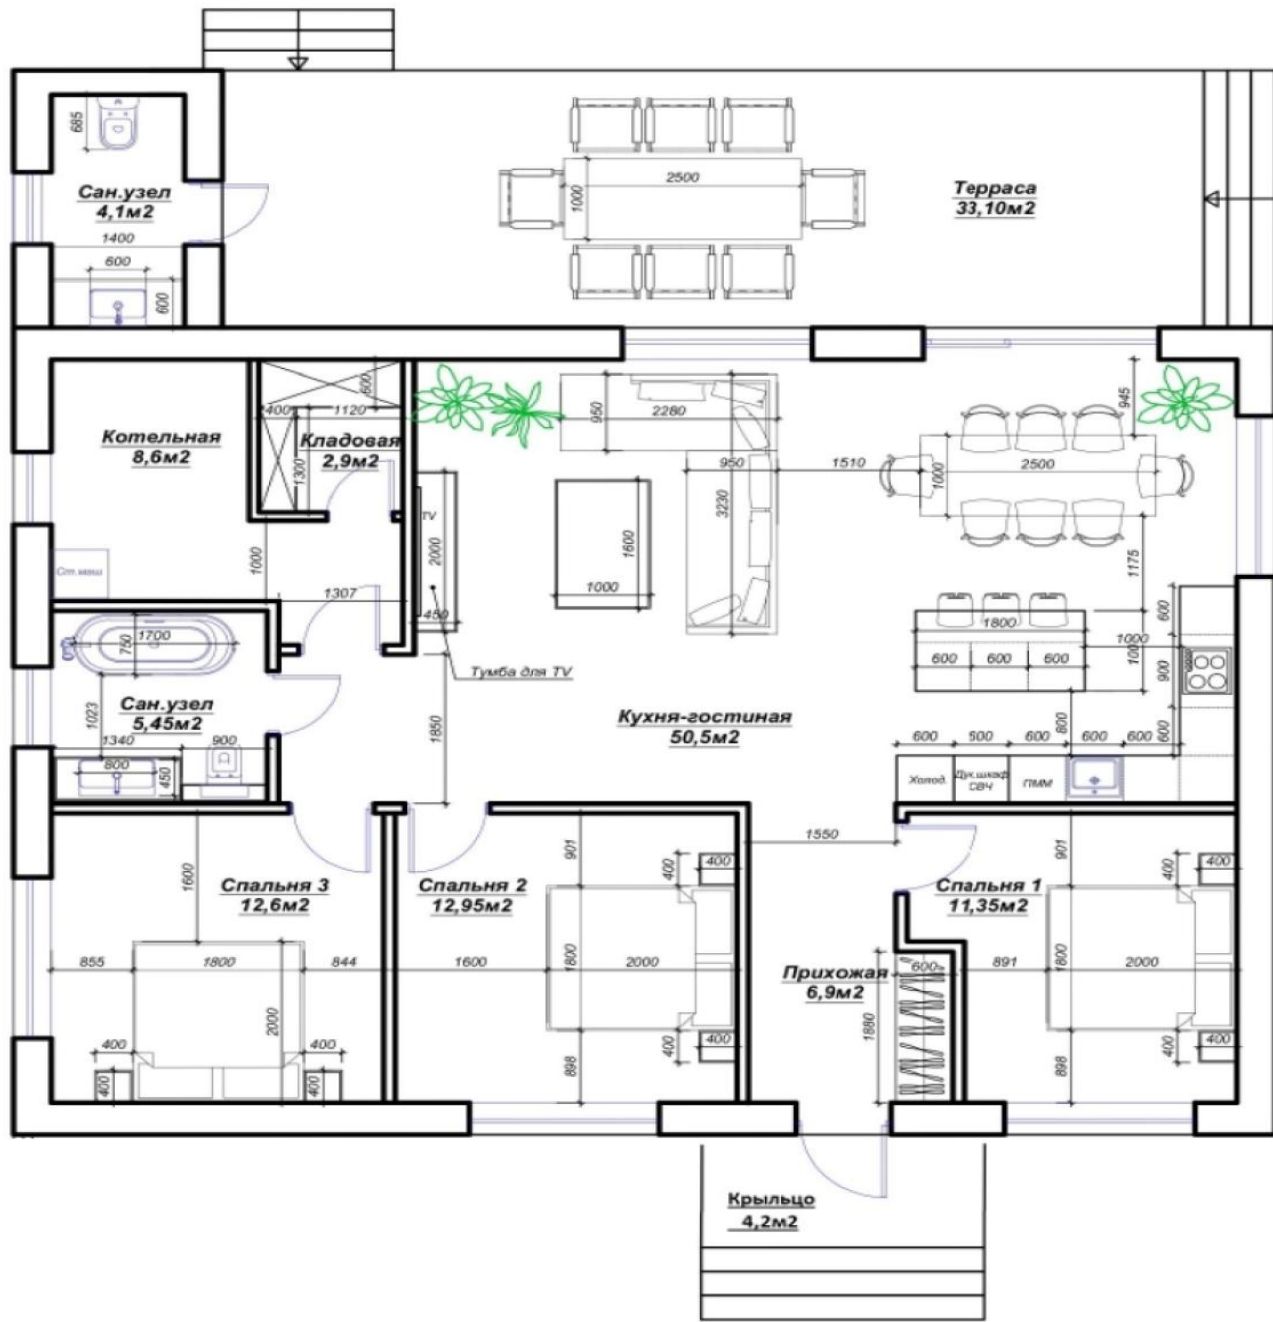 685
Сан.узел
4,1м2
1400
600
600
2500
1000
Терраса
33,10м2
Котельная
8,6м2
600
400
1120
Кладовая
2,9м2
1300
950
2280
950
3230
1510
945
1000
2500
1175
TV
2000
1600
1000
450
Ст.маш
1000
1307
1700
750
Тумба для TV
1800
600
600
600
1000
1000
600
900
600
Сан.узел
5,45м2
1023
1340
900
800
450
1850
Кухня-гостиная
50,5м2
800
600
500
600
600
600
Холод.
Дух.шкаф
СВЧ
ПММ
1550
1600
Спальня 3
12,6м2
855
1800
844
2000
400
400
400
400
Спальня 2
12,95м2
901
400
400
1600
1800
2000
400
400
898
Прихожая
6,9м2
600
1880
Спальня 1
11,35м2
901
400
400
891
1800
2000
400
400
898
Крыльцо
4,2м2